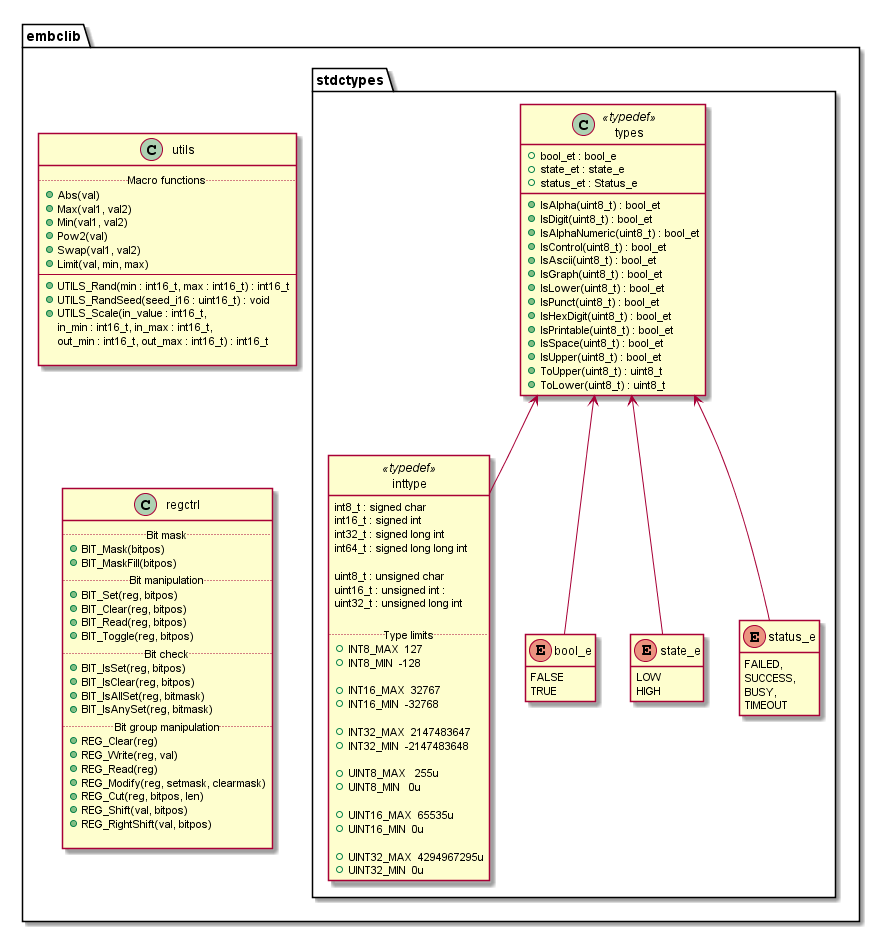 embclib
stdctypes
C utils
Macro functions
Abs(val)
Max(val1, val2)
Min(val1, val2)
Pow2(val)
Swap(val1, val2)
Limit(val, min, max)
UTILS_Rand(min : int16_t, max : int16_t) : int16_t
UTILS_RandSeed(seed_i16 : uint16_t) : void
UTILS_Scale(in_value : int16_t,
in_min : int16_t, in_max : int16_t,
out_min : int16_t, out_max : int16_t) : int16_t
C «typedef»
types
bool_et : bool_e
state_et : state_e
status_et : Status_e
IsAlpha(uint8_t) : bool_et
IsDigit(uint8_t) : bool_et
IsAlphaNumeric(uint8_t) : bool_et
IsControl(uint8_t) : bool_et
IsAscii(uint8_t) : bool_et
IsGraph(uint8_t) : bool_et
IsLower(uint8_t) : bool_et
IsPunct(uint8_t) : bool_et
IsHexDigit(uint8_t) : bool_et
IsPrintable(uint8_t) : bool_et
IsSpace(uint8_t) : bool_et
IsUpper(uint8_t) : bool_et
ToUpper(uint8_t) : uint8_t
ToLower(uint8_t) : uint8_t
C regctrl
Bit mask
BIT_Mask(bitpos)
BIT_MaskFill(bitpos)
Bit manipulation
BIT_Set(reg, bitpos)
BIT_Clear(reg, bitpos)
BIT_Read(reg, bitpos)
BIT_Toggle(reg, bitpos)
Bit check
BIT_IsSet(reg, bitpos)
BIT_IsClear(reg, bitpos)
BIT_IsAllSet(reg, bitmask)
BIT_IsAnySet(reg, bitmask)
Bit group manipulation
REG_Clear(reg)
REG_Write(reg, val)
REG_Read(reg)
REG_Modify(reg, setmask, clearmask)
REG_Cut(reg, bitpos, len)
REG_Shift(val, bitpos)
REG_RightShift(val, bitpos)
«typedef»
inttype
int8_t : signed char
int16_t : signed int
int32_t : signed long int
int64_t : signed long long int
uint8_t : unsigned char
uint16_t : unsigned int :
uint32_t : unsigned long int
Type limits
INT8_MAX 127
INT8_MIN -128
INT16_MAX 32767
INT16_MIN -32768
INT32_MAX 2147483647
INT32_MIN -2147483648
UINT8_MAX 255u
UINT8_MIN 0u
UINT16_MAX 65535u
UINT16_MIN 0u
UINT32_MAX 4294967295u
UINT32_MIN 0u
E bool_e
FALSE
TRUE
E state_e
LOW
HIGH
E status_e
FAILED,
SUCCESS,
BUSY,
TIMEOUT